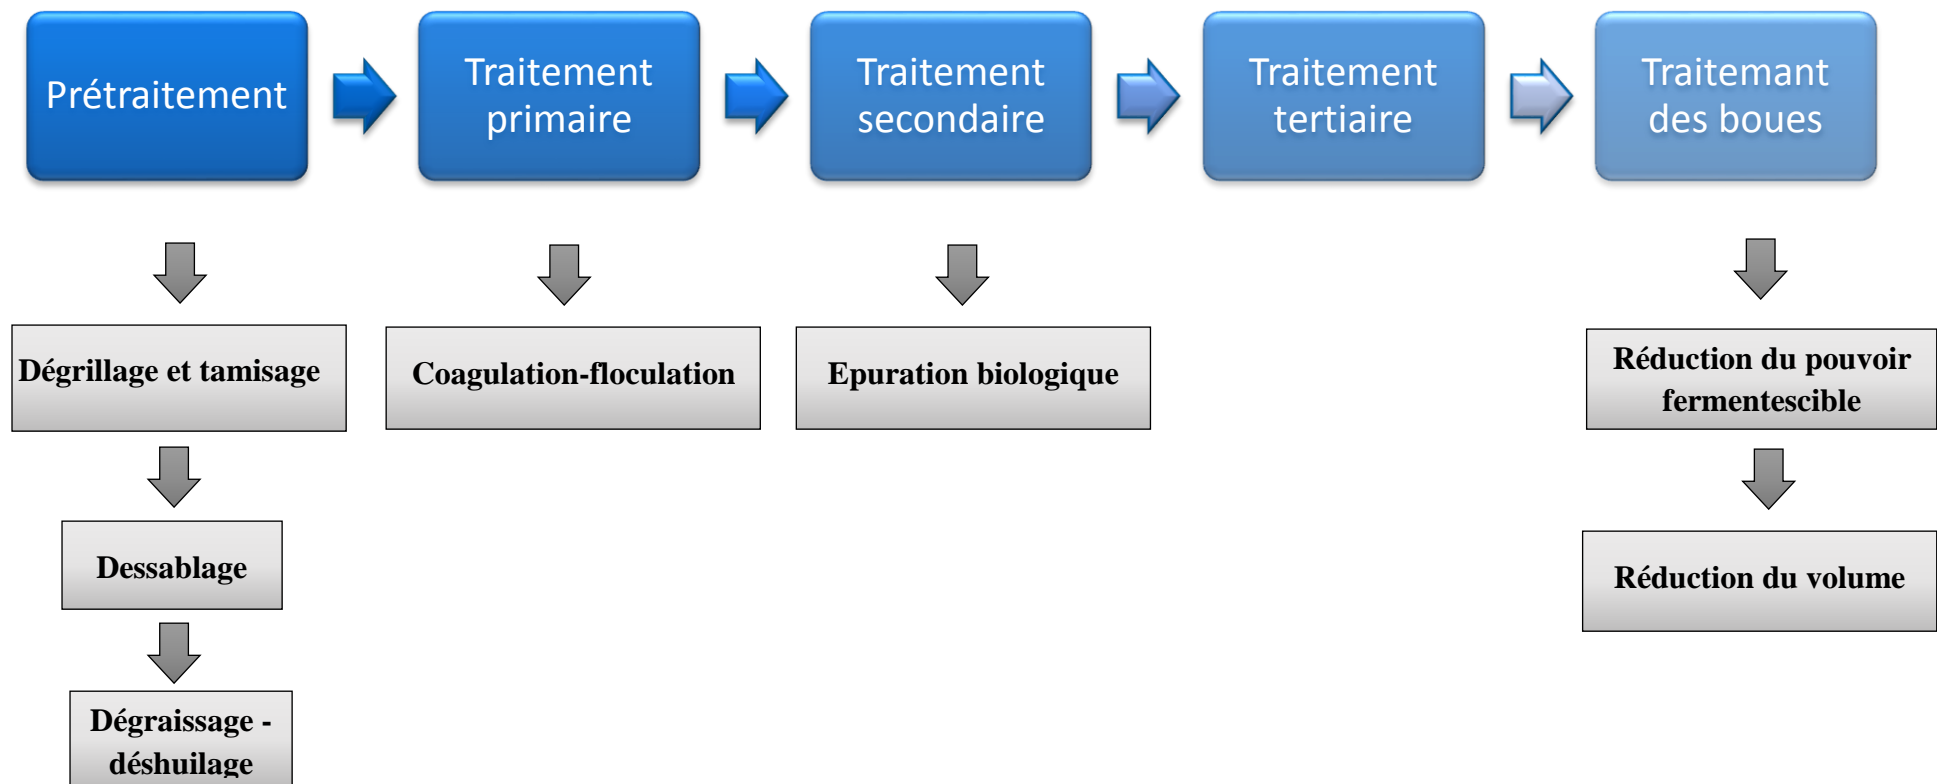 Prétraitement
Traitement
primaire
Traitement
secondaire
Traitement
tertiaire
Traitemant
des boues
Dégrillage et tamisage
Coagulation-floculation
Epuration biologique
Réduction du pouvoir
fermentescible
Dessablage
Réduction du volume
Dégraissage -
déshuilage